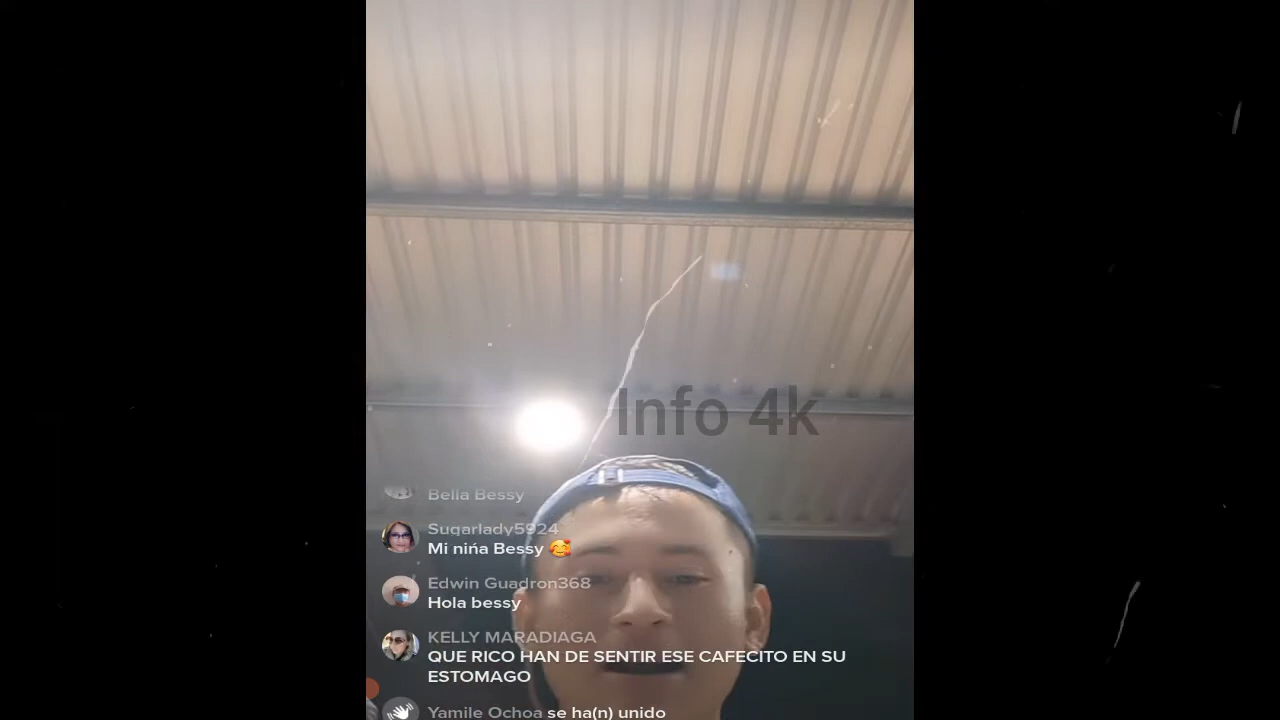 Info 4k
Bella Bessy
Sugarlady5924
Mi nińa Bessy 🥰
Edwin Guadron368
Hola bessy
KELLY MARADIAGA
QUE RICO HAN DE SENTIR ESE CAFECITO EN SU
ESTOMAGO
Yamile Ochoa se ha(n) unido